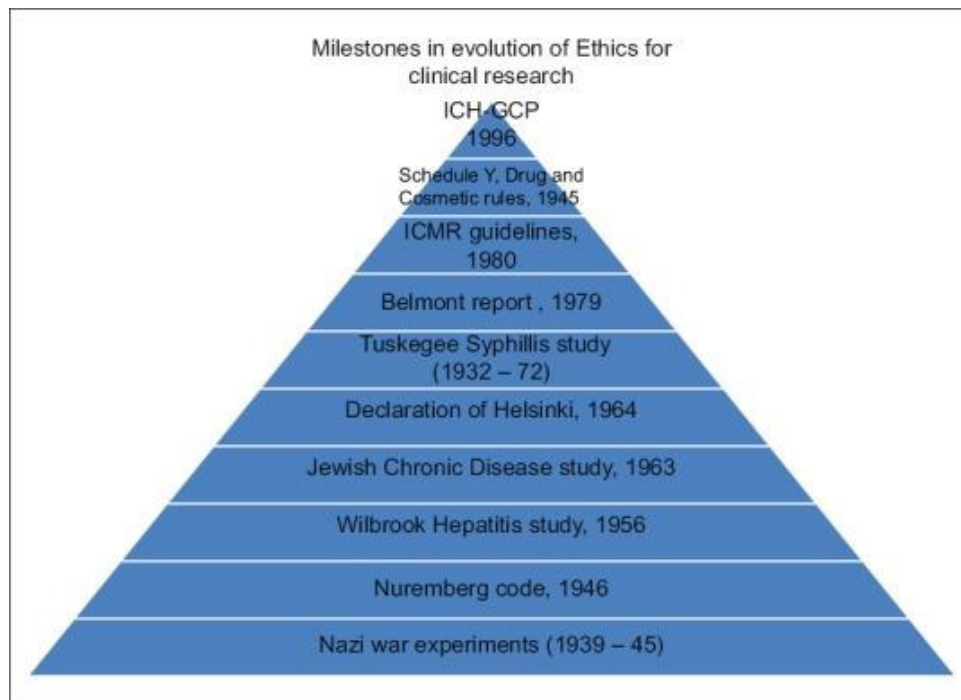 Milestones in evolution of Ethics for
clinical research
ICH-GCP
1996
Schedule Y, Drug and
Cosmetic rules, 1945
ICMR guidelines,
1980
Belmont report , 1979
Tuskegee Syphillis study
(1932 – 72)
Declaration of Helsinki, 1964
Jewish Chronic Disease study, 1963
Wilbrook Hepatitis study, 1956
Nuremberg code, 1946
Nazi war experiments (1939 – 45)